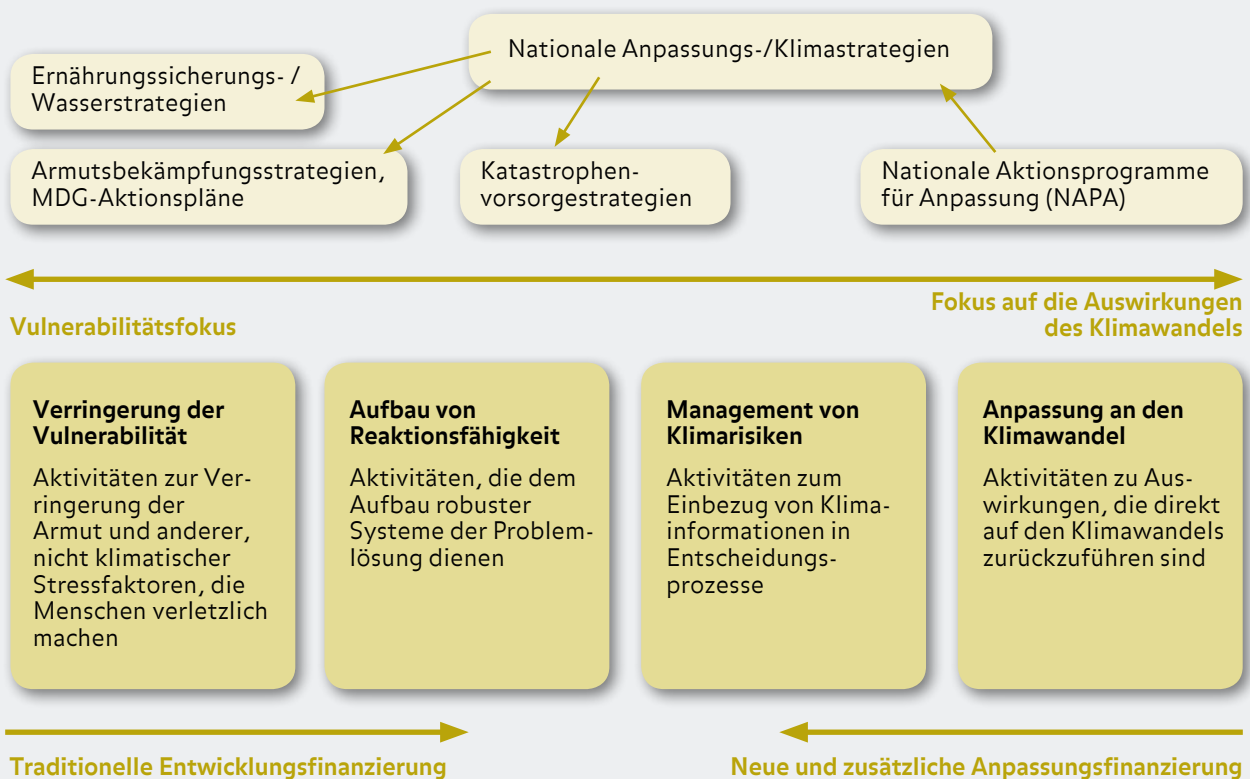 Nationale Anpassungs-/Klimastrategien
Ernährungssicherungs- /
Wasserstrategien
Armutsbekämpfungsstrategien,
MDG-Aktionspläne
Katastrophen-
vorsorgestrategien
Nationale Aktionsprogramme
für Anpassung (NAPA)
Vulnerabilitätsfokus
Fokus auf die Auswirkungen
des Klimawandels
Verringerung der
Vulnerabilität
Aktivitäten zur Ver-
ringerung der
Armut und anderer,
nicht klimatischer
Stressfaktoren, die
Menschen verletzlich
machen
Aufbau von
Reaktionsfähigkeit
Aktivitäten, die dem
Aufbau robuster
Systeme der Problem-
lösung dienen
Management von
Klimarisiken
Aktivitäten zum
Einbezug von Klima-
informationen in
Entscheidungs-
prozesse
Anpassung an den
Klimawandel
Aktivitäten zu Aus-
wirkungen, die direkt
auf den Klimawandels
zurückzuführen sind
Traditionelle Entwicklungsfinanzierung
Neue und zusätzliche Anpassungsfinanzierung